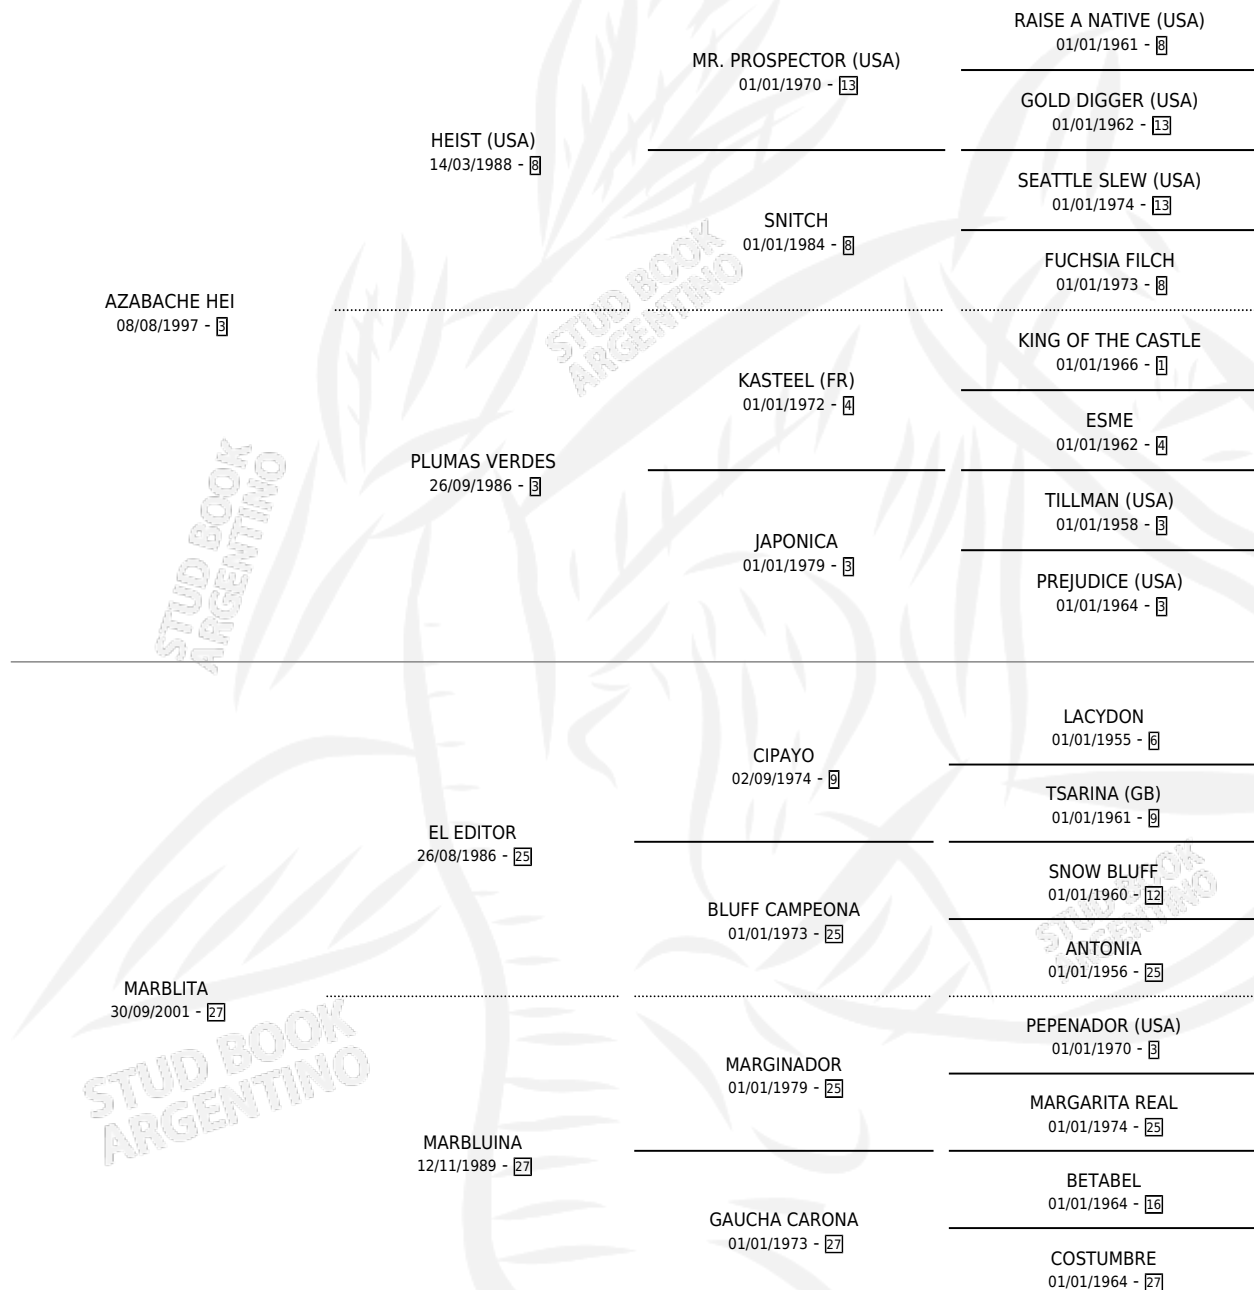 RAISE A NATIVE (USA)
01/01/1961 - 8
MR. PROSPECTOR (USA)
01/01/1970 - 13
GOLD DIGGER (USA)
01/01/1962 - 13
HEIST (USA)
14/03/1988 - 8
SEATTLE SLEW (USA)
01/01/1974 - 13
SNITCH
01/01/1984 - 8
FUCHSIA FILCH
01/01/1973 - 8
AZABACHE HEI
08/08/1997 - 3
KING OF THE CASTLE
01/01/1966 - 1
KASTEEL (FR)
01/01/1972 - 4
ESME
01/01/1962 - 4
PLUMAS VERDES
26/09/1986 - 3
TILLMAN (USA)
01/01/1958 - 3
JAPONICA
01/01/1979 - 3
PREJUDICE (USA)
01/01/1964 - 3
LACYDON
01/01/1955 - 6
CIPAYO
02/09/1974 - 9
TSARINA (GB)
01/01/1961 - 9
EL EDITOR
26/08/1986 - 25
SNOW BLUFF
01/01/1960 - 12
BLUFF CAMPEONA
01/01/1973 - 25
ANTONIA
01/01/1956 - 25
MARBLITA
30/09/2001 - 27
PEPENADOR (USA)
01/01/1970 - 3
MARGINADOR
01/01/1979 - 25
MARGARITA REAL
01/01/1974 - 25
MARBLUINA
12/11/1989 - 27
BETABEL
01/01/1964 - 16
GAUCHA CARONA
01/01/1973 - 27
COSTUMBRE
01/01/1964 - 27
STUD BOOK
ARGENTINO
STUD BOOK
ARGENTINO
STUD BOOK
ARGENTINO
STUD BOOK
ARGENTINO